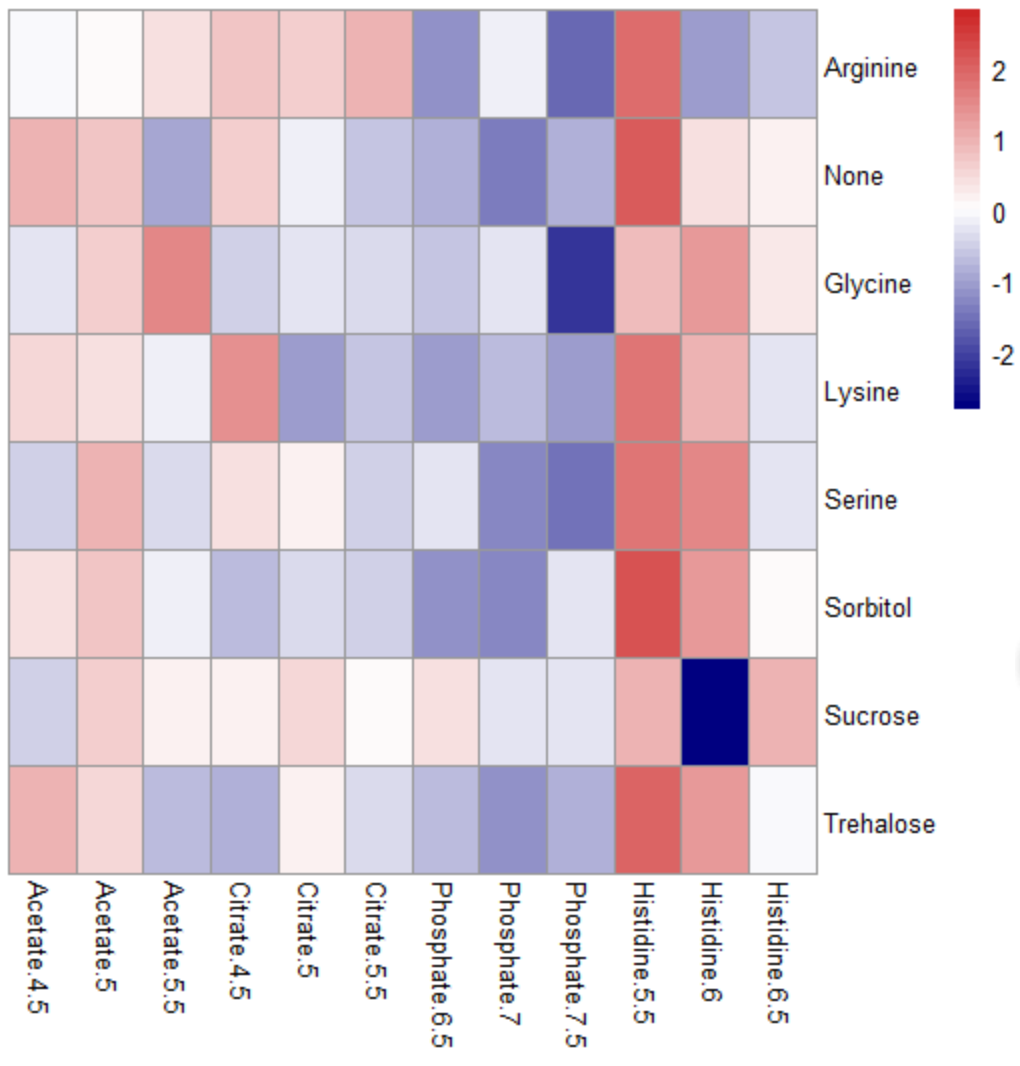 Arginine
None
Glycine
Lysine
Serine
Sorbitol
Sucrose
Trehalose
2
1
0
-1
-2
Acetate.4.5
Acetate.5
Acetate.5.5
Citrate.4.5
Citrate.5
Citrate.5.5
Phosphate.6.5
Phosphate.7
Phosphate.7.5
Histidine.5.5
Histidine.6
Histidine.6.5